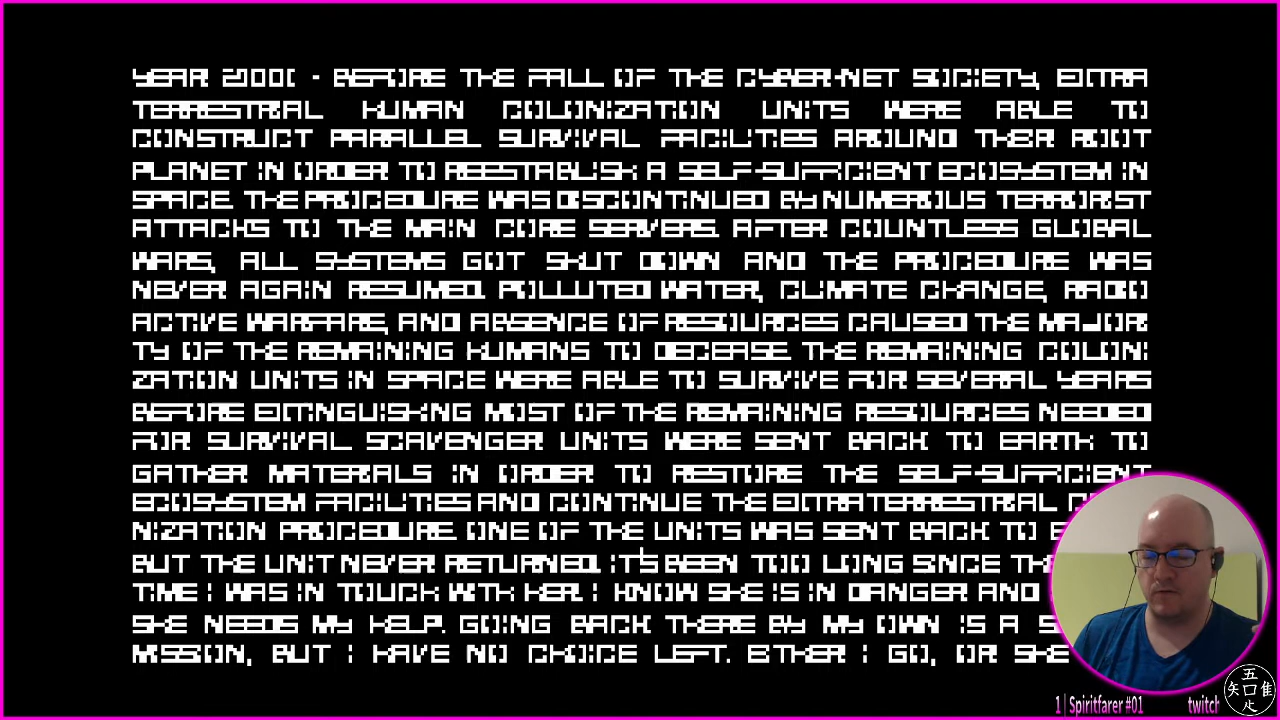 YEAR 21000 - BEFORE THE FALL OF THE CYBER-NET SOCIETY, EXTRA
TERRESTRIAL HUMAN COLONIZATION UNITS WERE ABLE TO
CONSTRUCT PARALLEL SURVIVAL FACILITIES AROUND THEIR ROOT
PLANET IN ORDER TO REESTABLISH A SELF-SUFFICIENT ECOSYSTEM IN
SPACE. THE PROCEDURE WAS DISCONTINUED BY NUMEROUS TERRORIST
ATTACKS TO THE MAIN CORE SERVERS. AFTER COUNTLESS GLOBAL
WARS, ALL SYSTEMS GOT SHUT DOWN AND THE PROCEDURE WAS
NEVER AGAIN RESUMED. POLLUTED WATER, CLIMATE CHANGE, RADIO
ACTIVE WARFARE, AND ABSENCE OF RESOURCES CAUSED THE MAJORI
TY OF THE REMAINING HUMANS TO DECEASE. THE REMAINING COLONI
ZATION UNITS IN SPACE WERE ABLE TO SURVIVE FOR SEVERAL YEARS
BEFORE EXTINGUISHING MOST OF THE REMAINING RESOURCES NEEDED
FOR SURVIVAL. SCAVENGER UNITS WERE SENT BACK TO EARTH TO
GATHER MATERIALS IN ORDER TO RESTORE THE SELF-SUFFICIENT
ECOSYSTEM FACILITIES AND CONTINUE THE EXTRA TERRESTRIAL
NIZATION PROCEDURE. ONE OF THE UNITS WAS SENT BACK TO
BUT THE UNIT NEVER RETURNED. IT'S BEEN TOO LONG SINCE THE
TIME I WAS IN TOUCH WITH HER. I KNOW SHE IS IN DANGER AND
SHE NEEDS MY HELP. GOING BACK THERE BY MY OWN IS A
MISSION, BUT I HAVE NO CHOICE LEFT. EITHER I GO, OR SHE
1 | Spiritfarer #01 twitch
五
矢口隹
疋